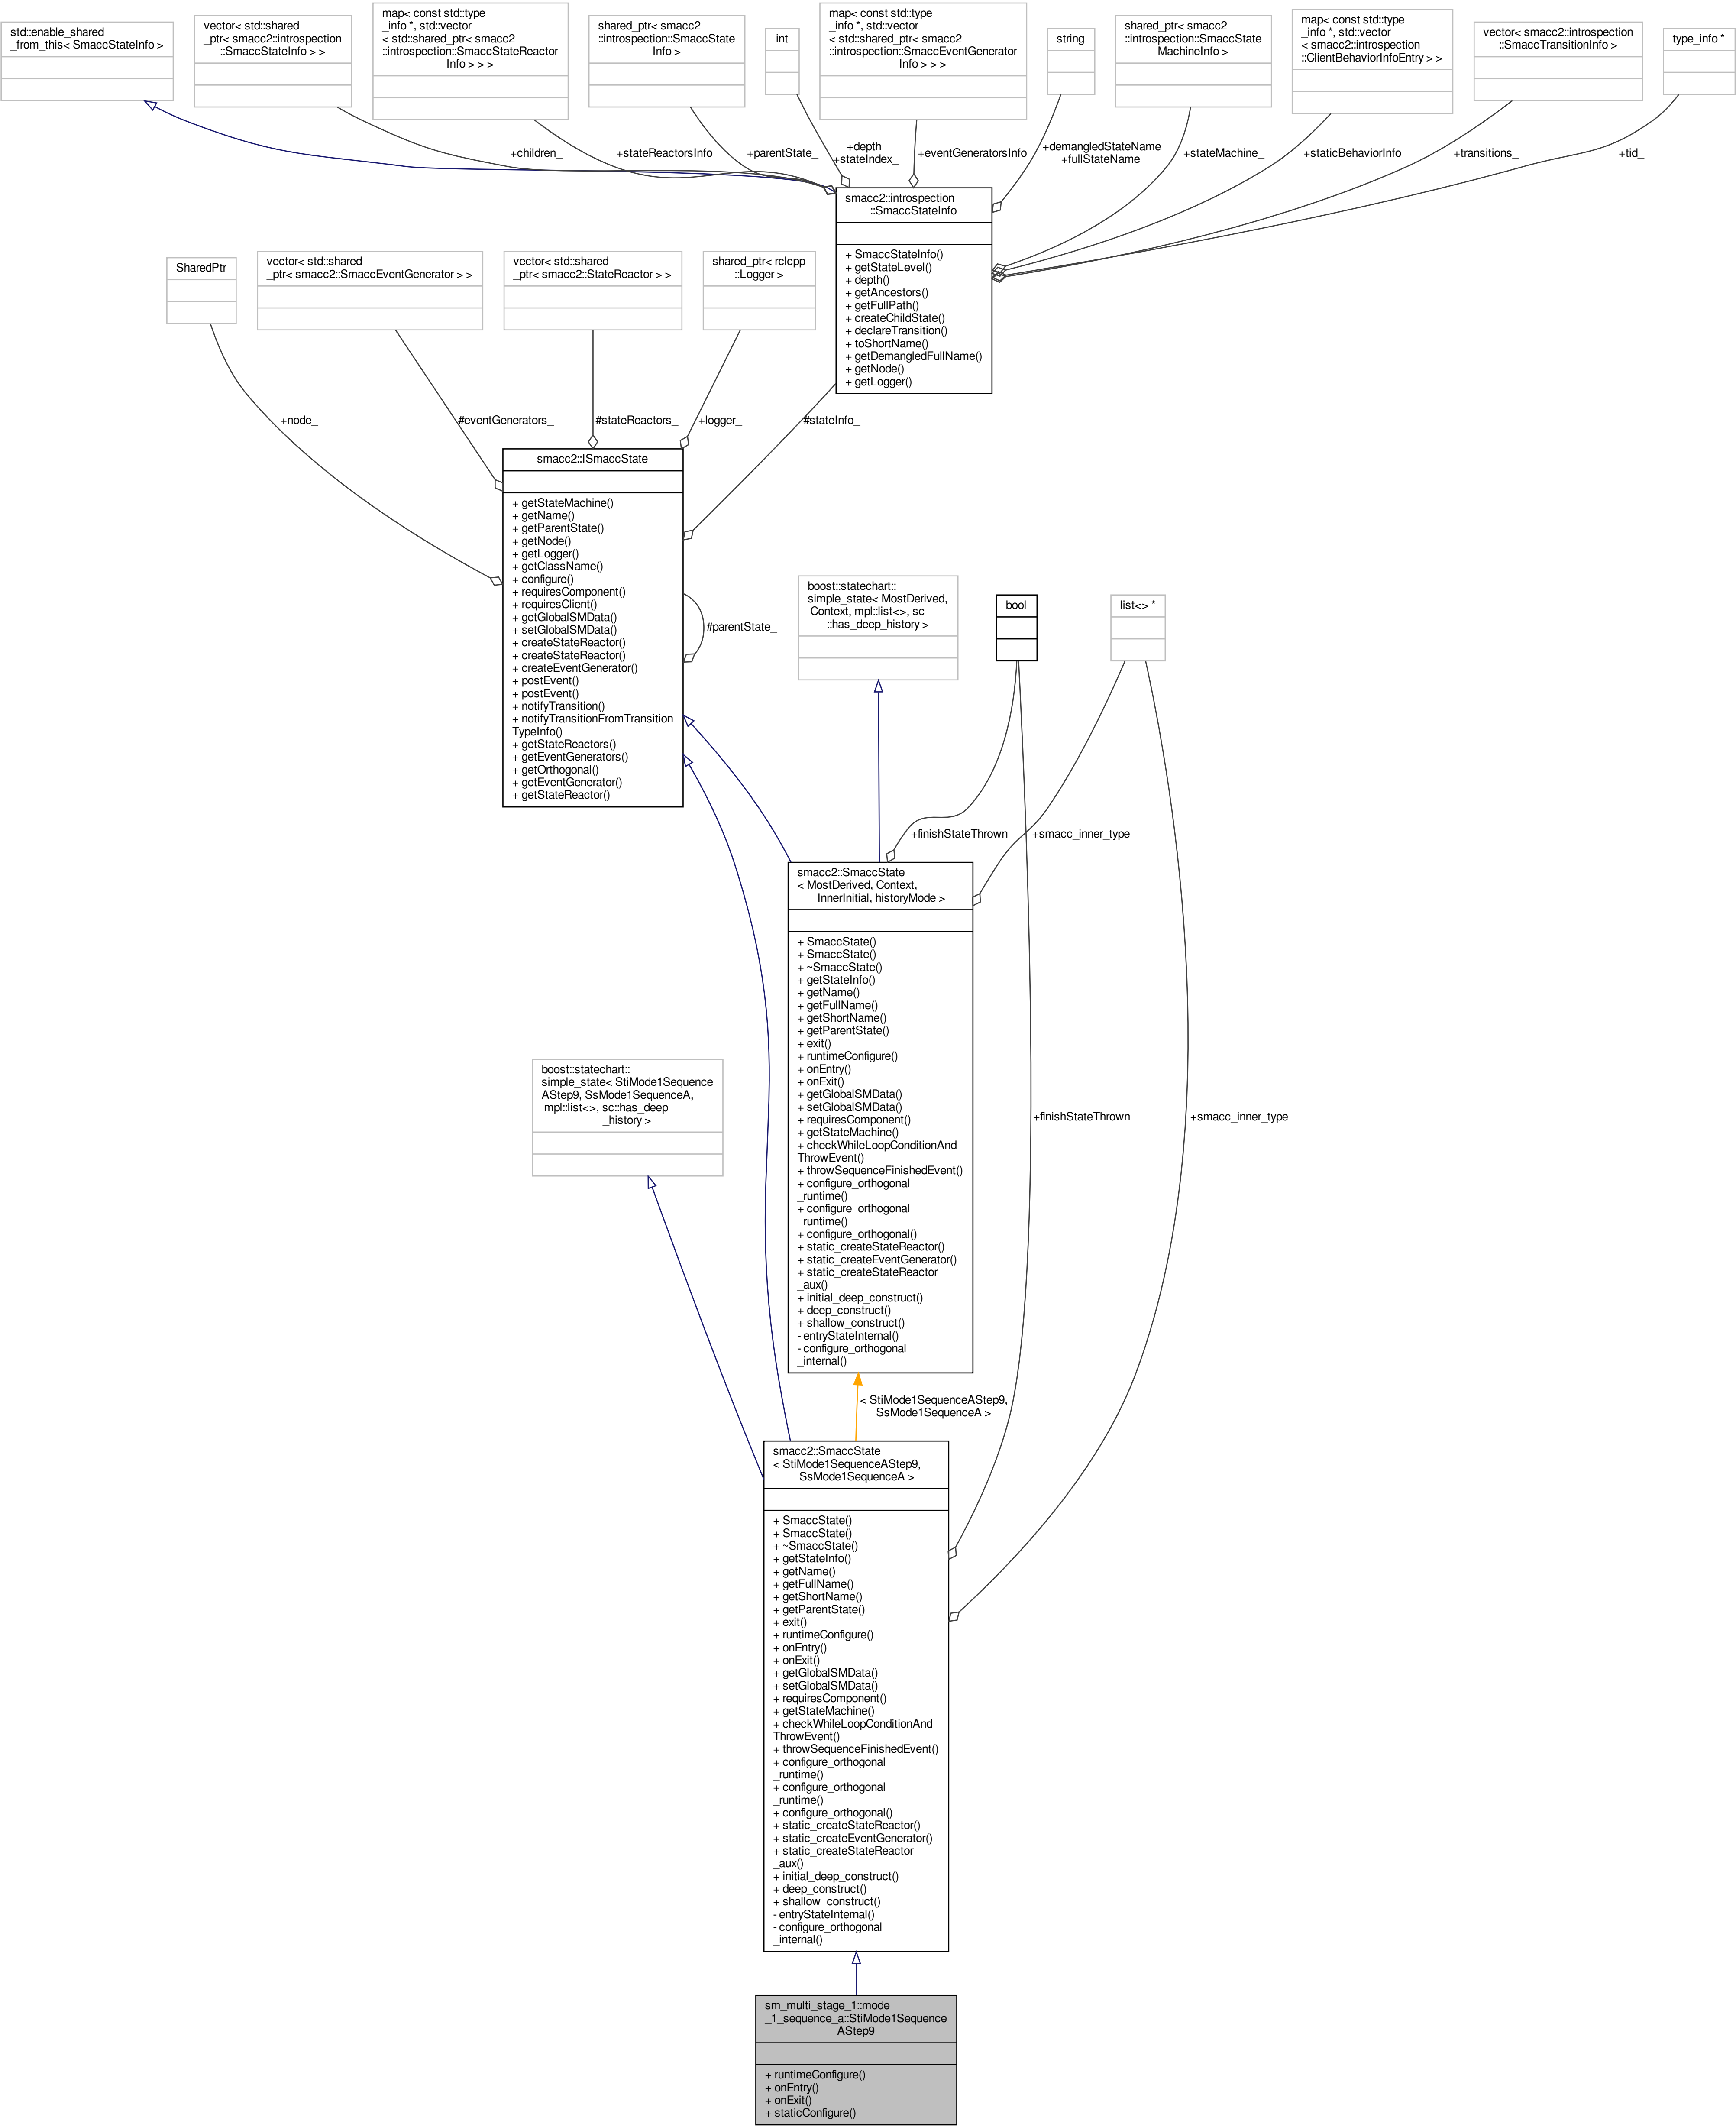 std::enable_shared
_from_this< SmaccStateInfo >
vector< std::shared
_ptr< smacc2::introspection
::SmaccStateInfo > >
map< const std::type
_info *, std::vector
< std::shared_ptr< smacc2
::introspection::SmaccStateReactor
Info > > >
shared_ptr< smacc2
::introspection::SmaccState
Info >
int
map< const std::type
_info *, std::vector
< std::shared_ptr< smacc2
::introspection::SmaccEventGenerator
Info > > >
string
shared_ptr< smacc2
::introspection::SmaccState
MachineInfo >
map< const std::type
_info *, std::vector
< smacc2::introspection
::ClientBehaviorInfoEntry > >
vector< smacc2::introspection
::SmaccTransitionInfo >
type_info *
+children_
+stateReactorsInfo
+parentState_
+depth_
+stateIndex_
+eventGeneratorsInfo
+demangledStateName
+fullStateName
+stateMachine_
+staticBehaviorInfo
+transitions_
+tid_
smacc2::introspection
::SmaccStateInfo
+ SmaccStateInfo()
+ getStateLevel()
+ depth()
+ getAncestors()
+ getFullPath()
+ createChildState()
+ declareTransition()
+ toShortName()
+ getDemangledFullName()
+ getNode()
+ getLogger()
SharedPtr
vector< std::shared
_ptr< smacc2::SmaccEventGenerator > >
vector< std::shared
_ptr< smacc2::StateReactor > >
shared_ptr< rclcpp
::Logger >
+node_
#eventGenerators_
#stateReactors_
+logger_
#stateInfo_
smacc2::ISmaccState
+ getStateMachine()
+ getName()
+ getParentState()
+ getNode()
+ getLogger()
+ getClassName()
+ configure()
+ requiresComponent()
+ requiresClient()
+ getGlobalSMData()
+ setGlobalSMData()
+ createStateReactor()
+ createStateReactor()
+ createEventGenerator()
+ postEvent()
+ postEvent()
+ notifyTransition()
+ notifyTransitionFromTransition
TypeInfo()
+ getStateReactors()
+ getEventGenerators()
+ getOrthogonal()
+ getEventGenerator()
+ getStateReactor()
#parentState_
boost::statechart::
simple_state< MostDerived,
Context, mpl::list<>, sc
::has_deep_history >
bool
list<> *
+finishStateThrown
+smacc_inner_type
smacc2::SmaccState
< MostDerived, Context,
InnerInitial, historyMode >
+ SmaccState()
+ SmaccState()
+ ~SmaccState()
+ getStateInfo()
+ getName()
+ getFullName()
+ getShortName()
+ getParentState()
+ exit()
+ runtimeConfigure()
+ onEntry()
+ onExit()
+ getGlobalSMData()
+ setGlobalSMData()
+ requiresComponent()
+ getStateMachine()
+ checkWhileLoopConditionAnd
ThrowEvent()
+ throwSequenceFinishedEvent()
+ configure_orthogonal
_runtime()
+ configure_orthogonal
_runtime()
+ configure_orthogonal()
+ static_createStateReactor()
+ static_createEventGenerator()
+ static_createStateReactor
_aux()
+ initial_deep_construct()
+ deep_construct()
+ shallow_construct()
- entryStateInternal()
- configure_orthogonal
_internal()
boost::statechart::
simple_state< StiMode1Sequence
AStep9, SsMode1SequenceA,
mpl::list<>, sc::has_deep
_history >
+finishStateThrown
+smacc_inner_type
< StiMode1SequenceAStep9,
SsMode1SequenceA >
smacc2::SmaccState
< StiMode1SequenceAStep9,
SsMode1SequenceA >
+ SmaccState()
+ SmaccState()
+ ~SmaccState()
+ getStateInfo()
+ getName()
+ getFullName()
+ getShortName()
+ getParentState()
+ exit()
+ runtimeConfigure()
+ onEntry()
+ onExit()
+ getGlobalSMData()
+ setGlobalSMData()
+ requiresComponent()
+ getStateMachine()
+ checkWhileLoopConditionAnd
ThrowEvent()
+ throwSequenceFinishedEvent()
+ configure_orthogonal
_runtime()
+ configure_orthogonal
_runtime()
+ configure_orthogonal()
+ static_createStateReactor()
+ static_createEventGenerator()
+ static_createStateReactor
_aux()
+ initial_deep_construct()
+ deep_construct()
+ shallow_construct()
- entryStateInternal()
- configure_orthogonal
_internal()
sm_multi_stage_1::mode
_1_sequence_a::StiMode1Sequence
AStep9
+ runtimeConfigure()
+ onEntry()
+ onExit()
+ staticConfigure()